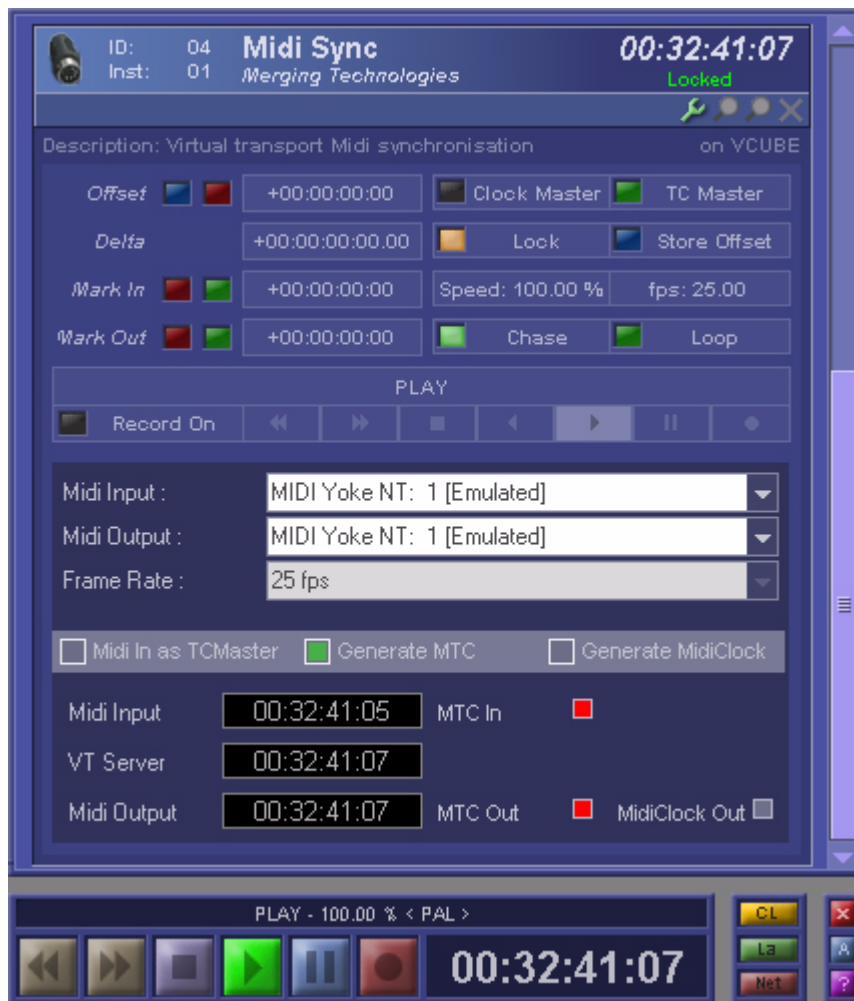 ID: 04 Midi Sync 00:32:41:07
Inst: 01 Merging Technologies Locked
Description: Virtual transport Midi synchronisation on VCUBE
Offset +00:00:00:00 Clock Master TC Master
Delta +00:00:00:00.00 Lock Store Offset
Mark In +00:00:00:00 Speed: 100.00 % fps: 25.00
Mark Out +00:00:00:00 Chase Loop
PLAY
Record On
Midi Input : MIDI Yoke NT: 1 [Emulated]
Midi Output : MIDI Yoke NT: 1 [Emulated]
Frame Rate : 25 fps
Midi In as TCMaster Generate MTC Generate MidiClock
Midi Input 00:32:41:05 MTC In
VT Server 00:32:41:07
Midi Output 00:32:41:07 MTC Out MidiClock Out
PLAY - 100.00 % < PAL >
CL
La A
00:32:41:07
Net ?